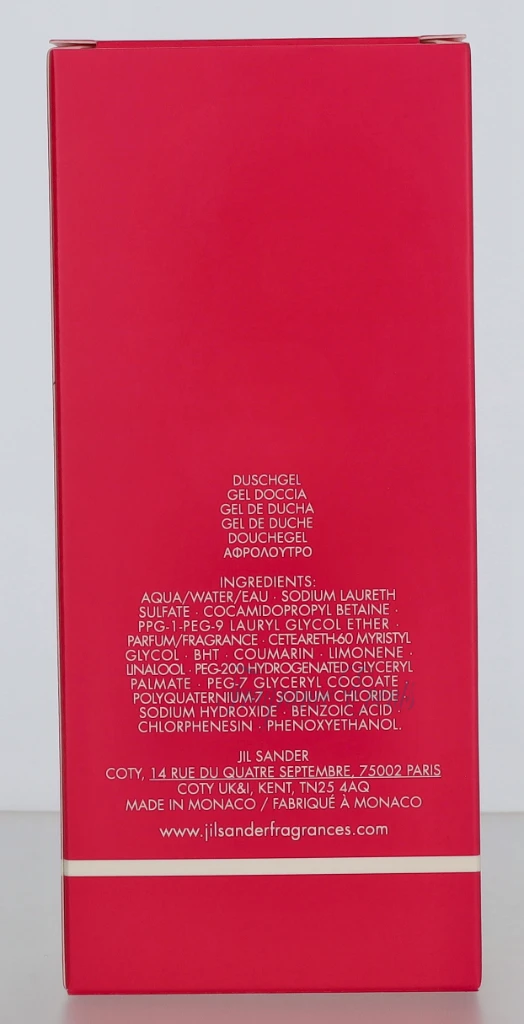 DUSCHGEL
GEL DOCCIA
GEL DE DUCHA
GEL DE DUCHE
DOUCHEGEL
ΑΦΡΟΛΟΥΤΡΟ
INGREDIENTS:
AQUA/WATER/EAU · SODIUM LAURETH
SULFATE · COCAMIDOPROPYL BETAINE ·
PPG-1-PEG-9 LAURYL GLYCOL ETHER ·
PARFUM/FRAGRANCE · CETEARETH-60 MYRISTYL
GLYCOL · BHT · COUMARIN · LIMONENE ·
LINALOOL · PEG-200 HYDROGENATED GLYCERYL
PALMATE · PEG-7 GLYCERYL COCOATE ·
POLYQUATERNIUM-7 · SODIUM CHLORIDE ·
SODIUM HYDROXIDE · BENZOIC ACID ·
CHLORPHENESIN · PHENOXYETHANOL.
JIL SANDER
COTY, 14 RUE DU QUATRE SEPTEMBRE, 75002 PARIS
COTY UK&I, KENT, TN25 4AQ
MADE IN MONACO / FABRIQUÉ À MONACO
www.jilsanderfragrances.com